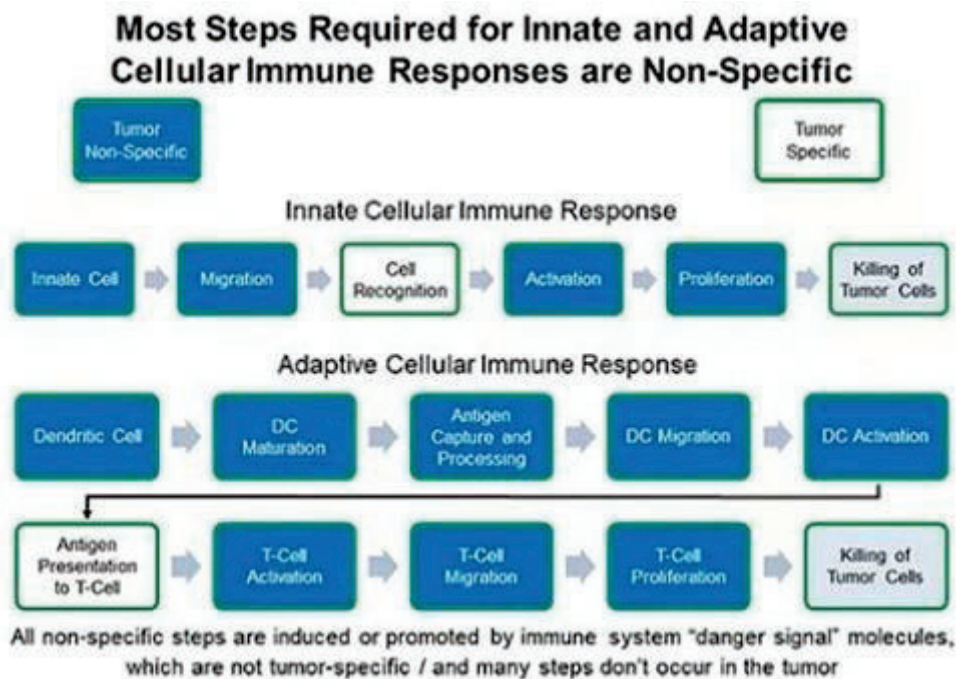 Most Steps Required for Innate and Adaptive
Cellular Immune Responses are Non-Specific
Tumor
Non-Specific
Tumor
Specific
Innate Cellular Immune Response
Innate Cell
Migration
Cell
Recognition
Activation
Proliferation
Killing of
Tumor Cells
Adaptive Cellular Immune Response
Dendritic Cell
DC
Maturation
Antigen
Capture and
Processing
DC Migration
DC Activation
Antigen
Presentation
to T-Cell
T-Cell
Activation
T-Cell
Migration
T-Cell
Proliferation
Killing of
Tumor Cells
All non-specific steps are induced or promoted by immune system “danger signal” molecules,
which are not tumor-specific / and many steps don't occur in the tumor